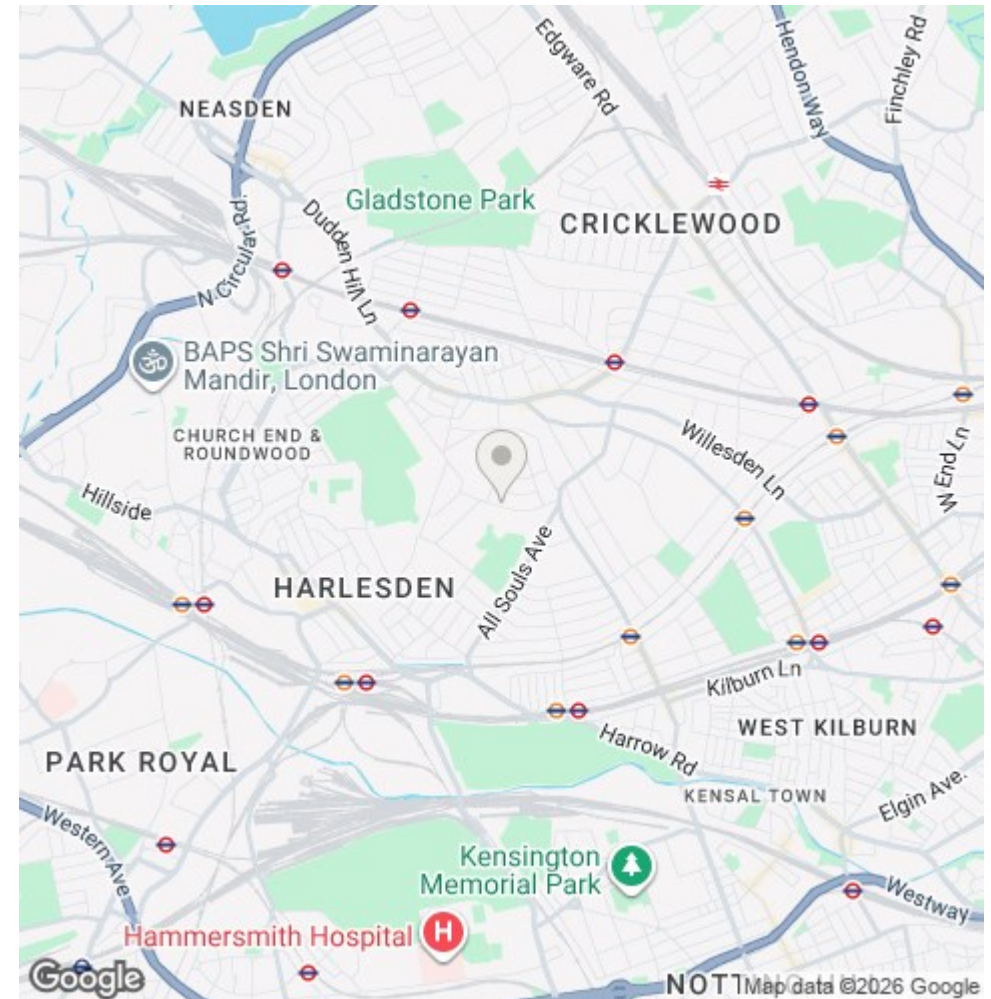 Edgware Rd
Hendon Way
Finchley Rd
NEASDEN
Gladstone Park
CRICKLEWOOD
Dudden Hill Ln
N Circular Rd
BAPS Shri Swaminarayan
Mandir, London
CHURCH END &
ROUNDWOOD
Willesden Ln
W End Ln
Hillside
HARLESDEN
All Souls Ave
Kilburn Ln
WEST KILBURN
Harrow Rd
PARK ROYAL
KENSAL TOWN
Elgin Ave.
Western Ave
Kensington
Memorial Park
Westway
Hammersmith Hospital
H
Google
Map data ©2026 Google